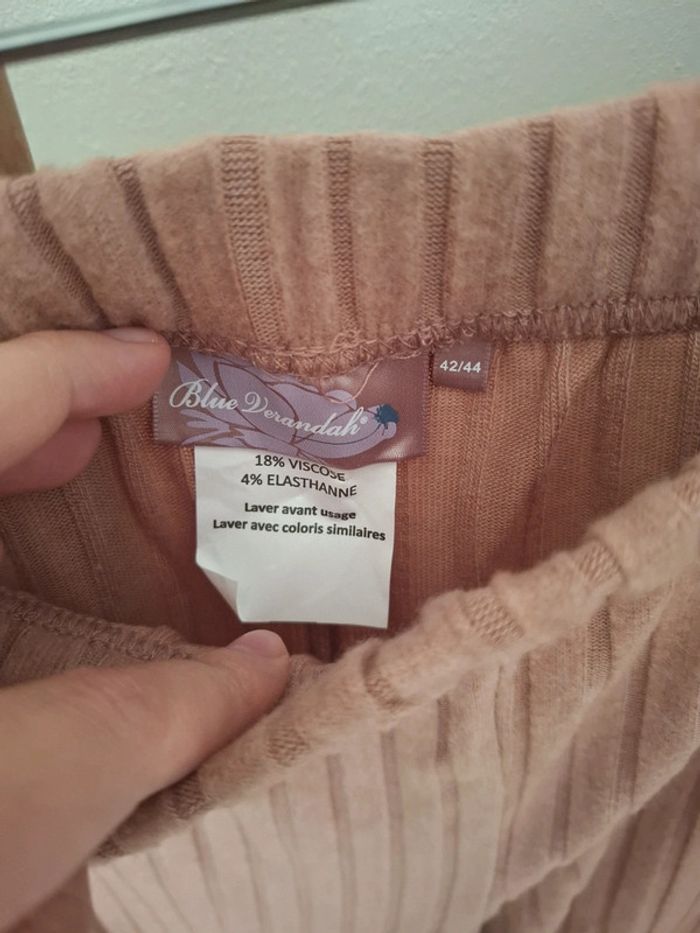 Blue Verandah®
42/44
18% VISCOSE
4% ELASTHANNE
Laver avant usage
Laver avec coloris similaires